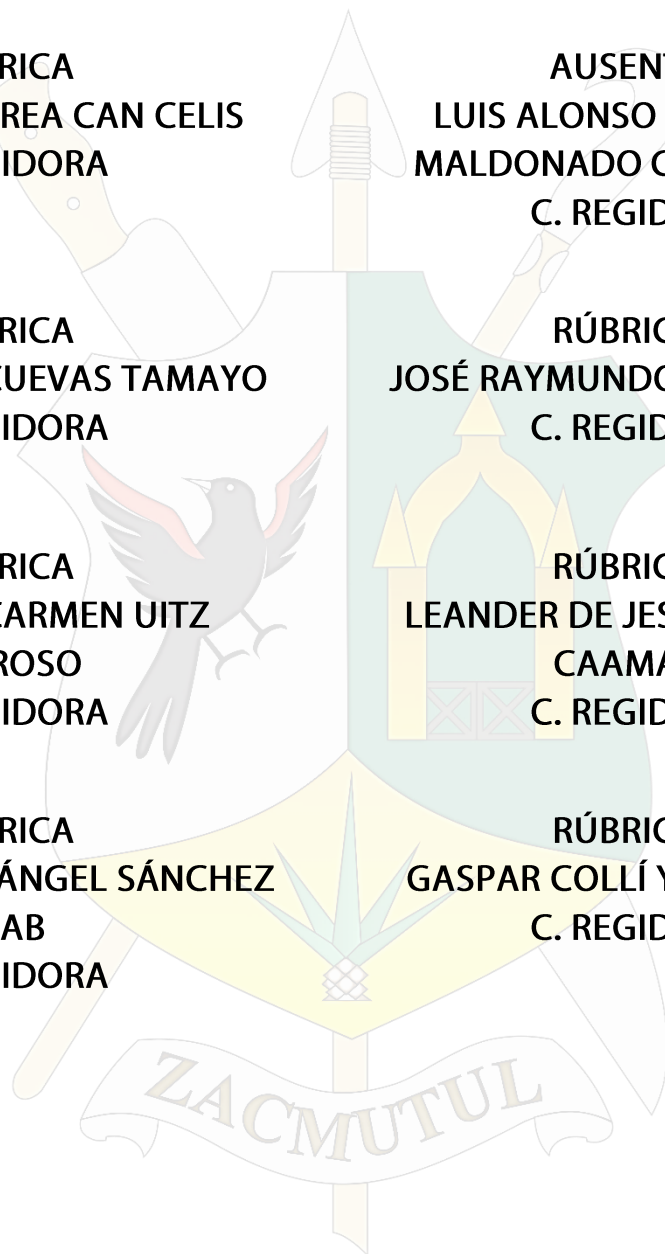 RICA
REA CAN CELIS
IDORA
AUSENT
LUIS ALONSO
MALDONADO C
C. REGID
RICA
CUEVAS TAMAYO
IDORA
RÚBRIC
JOSÉ RAYMUNDO
C. REGID
RICA
CARMEN UITZ
ROSO
IDORA
RÚBRIC
LEANDER DE JES
CAAMA
C. REGID
RICA
ÁNGEL SÁNCHEZ
AB
IDORA
RÚBRIC
GASPAR COLLÍ Y
C. REGID
ZACMUTUL